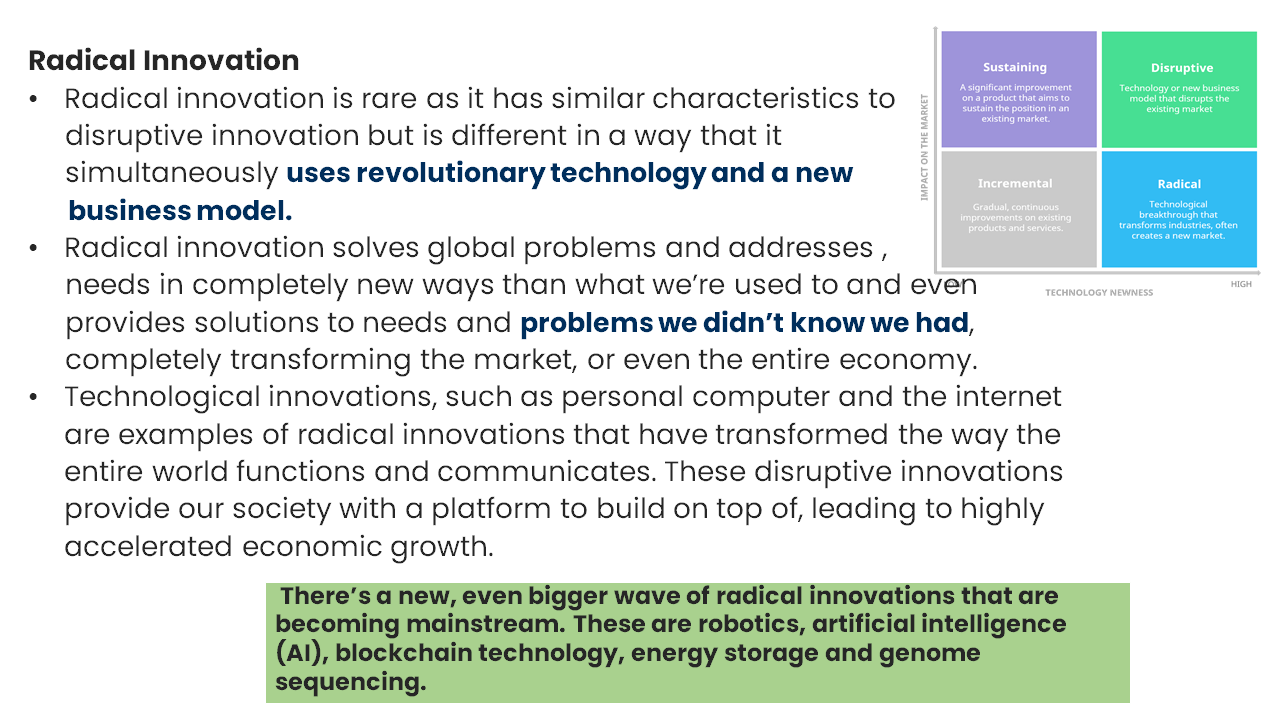 Radical Innovation
• Radical innovation is rare as it has similar characteristics to
disruptive innovation but is different in a way that it
simultaneously uses revolutionary technology and a new
business model.
• Radical innovation solves global problems and addresses ,
needs in completely new ways than what we’re used to and even
provides solutions to needs and problems we didn’t know we had,
completely transforming the market, or even the entire economy.
• Technological innovations, such as personal computer and the internet
are examples of radical innovations that have transformed the way the
entire world functions and communicates. These disruptive innovations
provide our society with a platform to build on top of, leading to highly
accelerated economic growth.
There’s a new, even bigger wave of radical innovations that are
becoming mainstream. These are robotics, artificial intelligence
(AI), blockchain technology, energy storage and genome
sequencing.
IMPACT ON THE MARKET
Sustaining
A significant improvement
on a product that aims to
sustain the position in an
existing market.
Disruptive
Technology or new business
model that disrupts the
existing market
Incremental
Gradual, continuous
improvements on existing
products and services.
Radical
Technological
breakthrough that
transforms industries, often
creates a new market.
TECHNOLOGY NEWNESS
HIGH